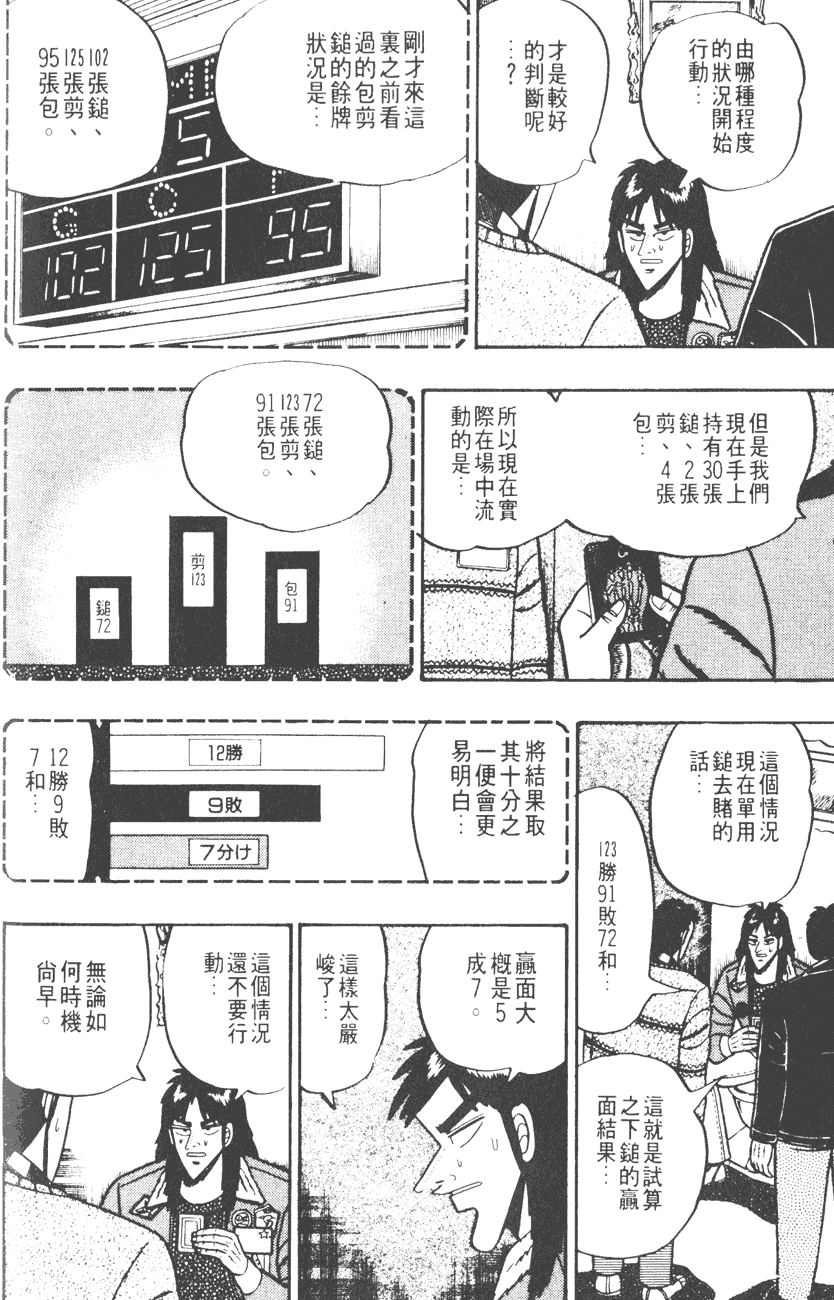 由哪種程度
的狀況開始
行動…
才是較好
的判斷呢
…?
剛才來這
裏之前看
過的包剪
鎚的餘牌
狀況是…
102張鎚、
125張剪、
95張包。
5
G
102
125
95
但是我們
現在手上
持有30張
鎚、2張
剪、4張
包…
所以現在實
際在場中流
動的是…
72張鎚、
123張剪、
91張包。
鎚
72
剪
123
包
91
這個情況
現在單用
鎚去賭的
話…
123勝91敗72和…
這就是試算
之下鎚的贏
面結果…
將結果取
其十分之
一便會更
易明白…
12勝
9敗
7分け
12勝9敗
7和…
贏面大
槪是5
成7。
這樣太嚴
峻了…
這個情況
還不要行
動…
無論如
何時機
尙早。